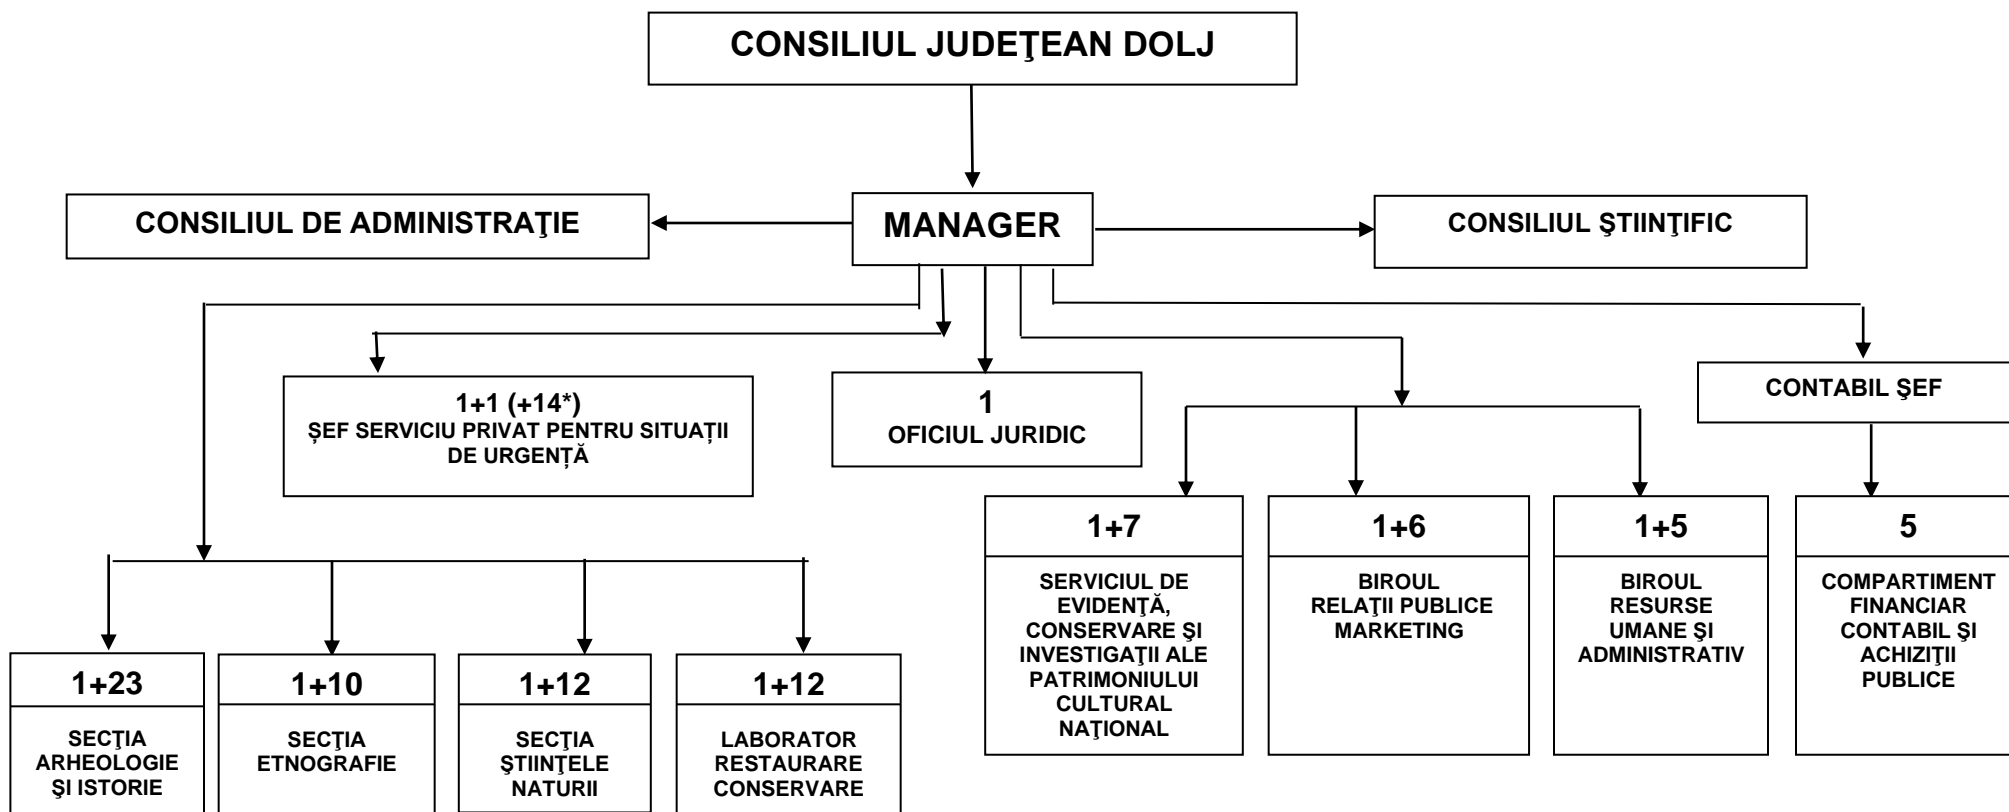 CONSILIUL JUDEŢEAN DOLJ
CONSILIUL DE ADMINISTRAŢIE
MANAGER
CONSILIUL ŞTIINŢIFIC
1+1 (+14*)
ȘEF SERVICIU PRIVAT PENTRU SITUAȚII
DE URGENȚĂ
1
OFICIUL JURIDIC
CONTABIL ŞEF
1+7
SERVICIUL DE
EVIDENŢĂ,
CONSERVARE ŞI
INVESTIGAŢII ALE
PATRIMONIULUI
CULTURAL
NAŢIONAL
1+6
BIROUL
RELAŢII PUBLICE
MARKETING
1+5
BIROUL
RESURSE
UMANE ŞI
ADMINISTRATIV
5
COMPARTIMENT
FINANCIAR
CONTABIL ŞI
ACHIZIŢII
PUBLICE
1+23
SECŢIA
ARHEOLOGIE
ŞI ISTORIE
1+10
SECŢIA
ETNOGRAFIE
1+12
SECŢIA
ŞTIINŢELE
NATURII
1+12
LABORATOR
RESTAURARE
CONSERVARE